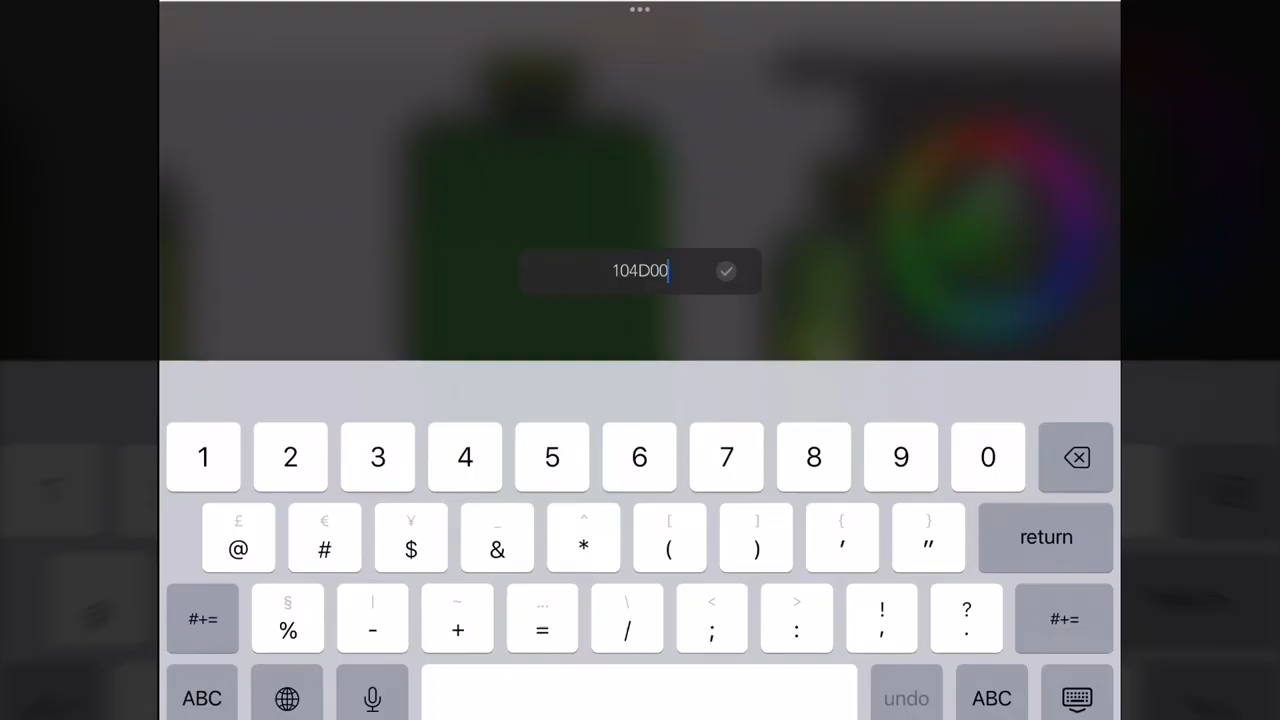 104D00
1 2 3 4 5 6 7 8 9 0
£ € ¥ _ ^ [ ] { }
@ # $ & * ( ) ' " return
§ | ~ … \ < > ! ?
#+= % - + = / ; : , . #+=
ABC undo ABC